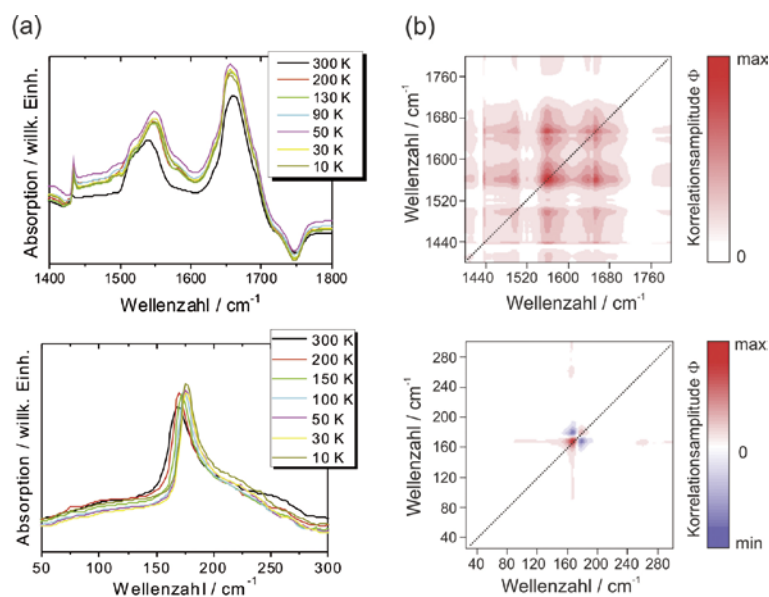 (a)
Absorption / willk. Einh.
300 K
200 K
130 K
90 K
50 K
30 K
10 K
1400 1500 1600 1700 1800
Wellenzahl / cm⁻¹
(b)
Wellenzahl / cm⁻¹
1760
1680
1600
1520
1440
1440 1520 1600 1680 1760
Wellenzahl / cm⁻¹
Korrelationsamplitude Φ
max
0
Absorption / willk. Einh.
300 K
200 K
150 K
100 K
50 K
30 K
10 K
50 100 150 200 250 300
Wellenzahl / cm⁻¹
Wellenzahl / cm⁻¹
280
240
200
160
120
80
40
40 80 120 160 200 240 280
Wellenzahl / cm⁻¹
Korrelationsamplitude Φ
max
0
min